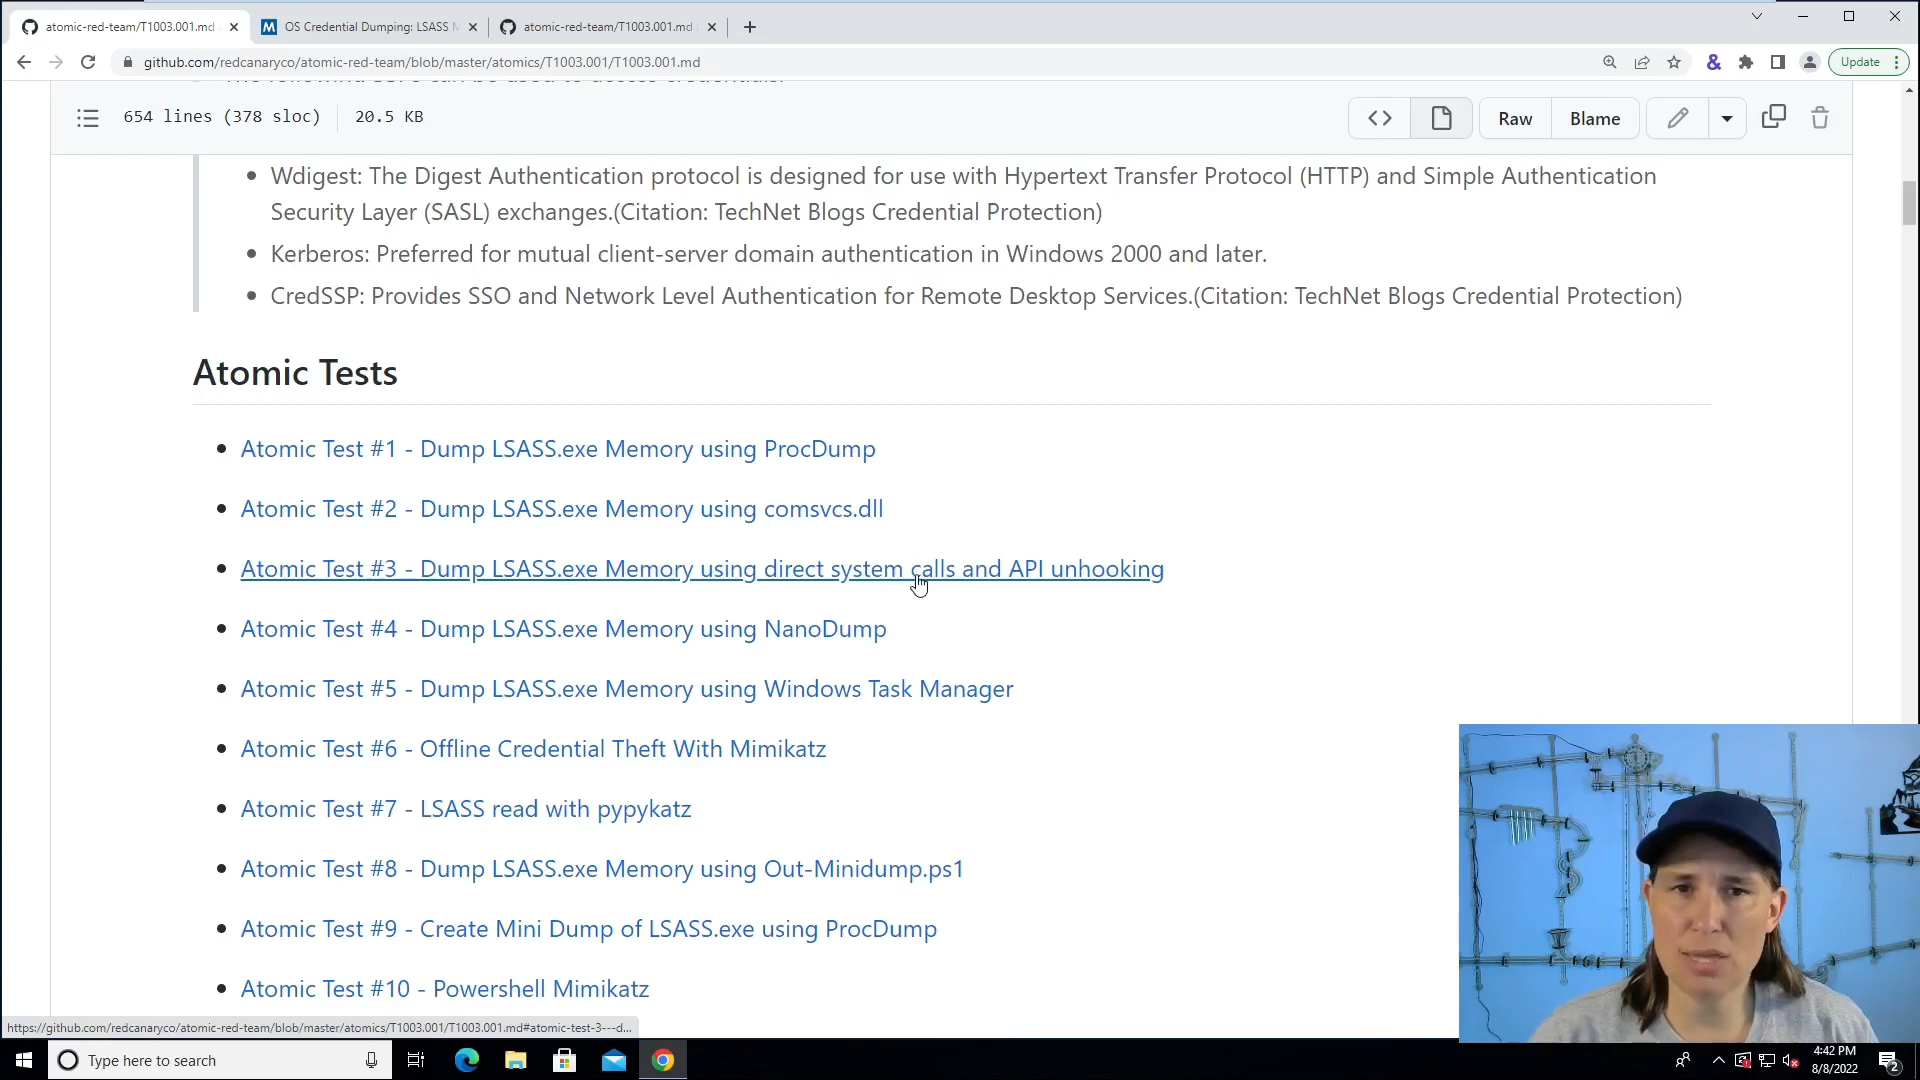 atomic-red-team/T1003.001.md
OS Credential Dumping: LSASS M
atomic-red-team/T1003.001.md
github.com/redcanaryco/atomic-red-team/blob/master/atomics/T1003.001/T1003.001.md
Update
654 lines (378 sloc)
20.5 KB
Raw
Blame
Wdigest: The Digest Authentication protocol is designed for use with Hypertext Transfer Protocol (HTTP) and Simple Authentication
Security Layer (SASL) exchanges.(Citation: TechNet Blogs Credential Protection)
Kerberos: Preferred for mutual client-server domain authentication in Windows 2000 and later.
CredSSP: Provides SSO and Network Level Authentication for Remote Desktop Services.(Citation: TechNet Blogs Credential Protection)
Atomic Tests
Atomic Test #1 - Dump LSASS.exe Memory using ProcDump
Atomic Test #2 - Dump LSASS.exe Memory using comsvcs.dll
Atomic Test #3 - Dump LSASS.exe Memory using direct system calls and API unhooking
Atomic Test #4 - Dump LSASS.exe Memory using NanoDump
Atomic Test #5 - Dump LSASS.exe Memory using Windows Task Manager
Atomic Test #6 - Offline Credential Theft With Mimikatz
Atomic Test #7 - LSASS read with pypykatz
Atomic Test #8 - Dump LSASS.exe Memory using Out-Minidump.ps1
Atomic Test #9 - Create Mini Dump of LSASS.exe using ProcDump
Atomic Test #10 - Powershell Mimikatz
https://github.com/redcanaryco/atomic-red-team/blob/master/atomics/T1003.001/T1003.001.md#atomic-test-3---d...
Type here to search
4:42 PM
8/8/2022
2